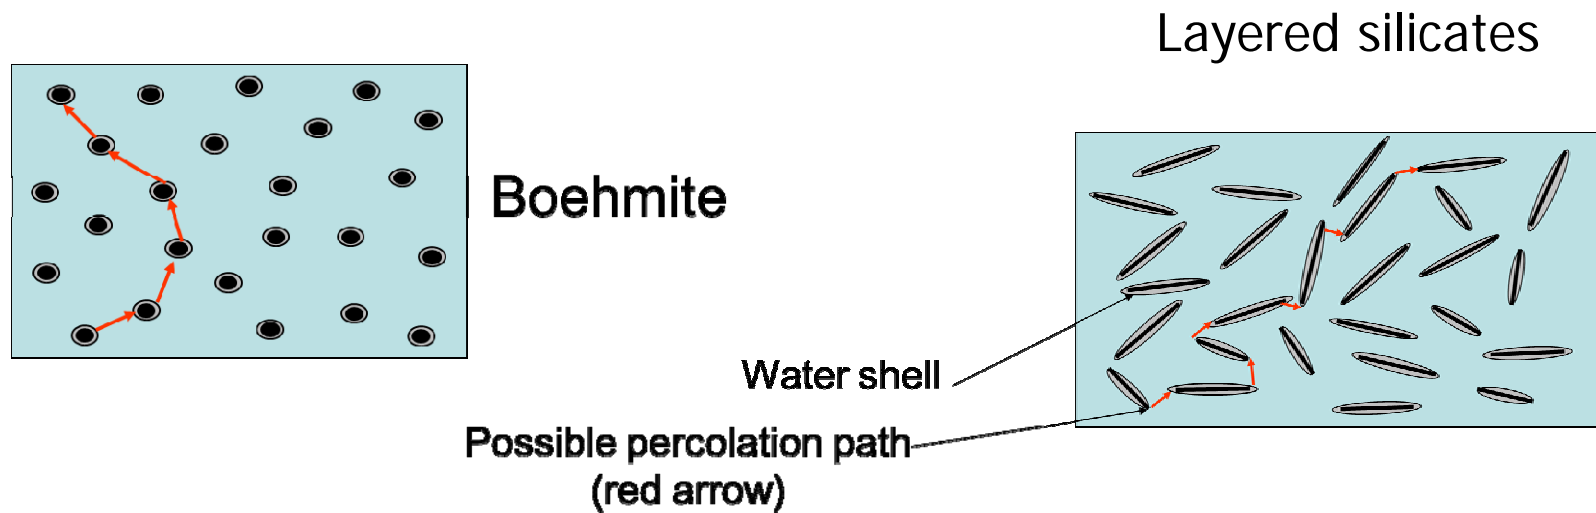 Layered silicates
Boehmite
Water shell
Possible percolation path
(red arrow)